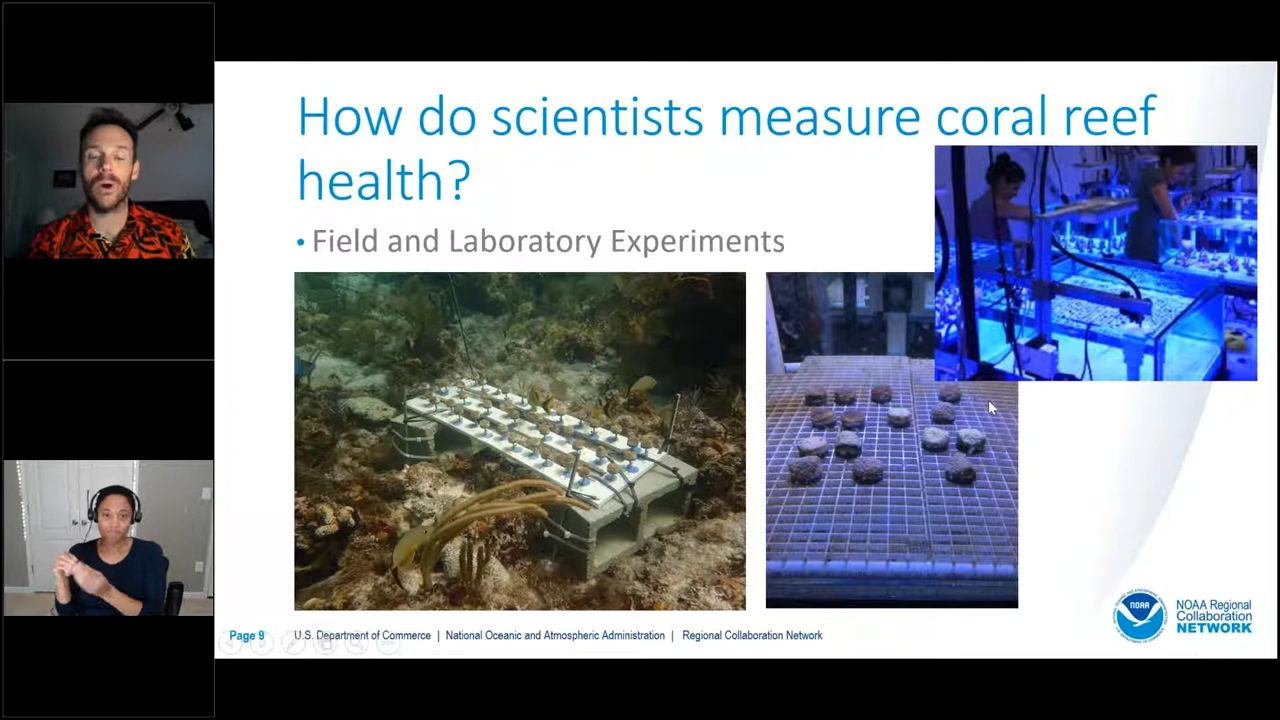 How do scientists measure coral reef
health?
• Field and Laboratory Experiments
Page 9 U.S. Department of Commerce | National Oceanic and Atmospheric Administration | Regional Collaboration Network
NOAA
NOAA Regional
Collaboration
NETWORK